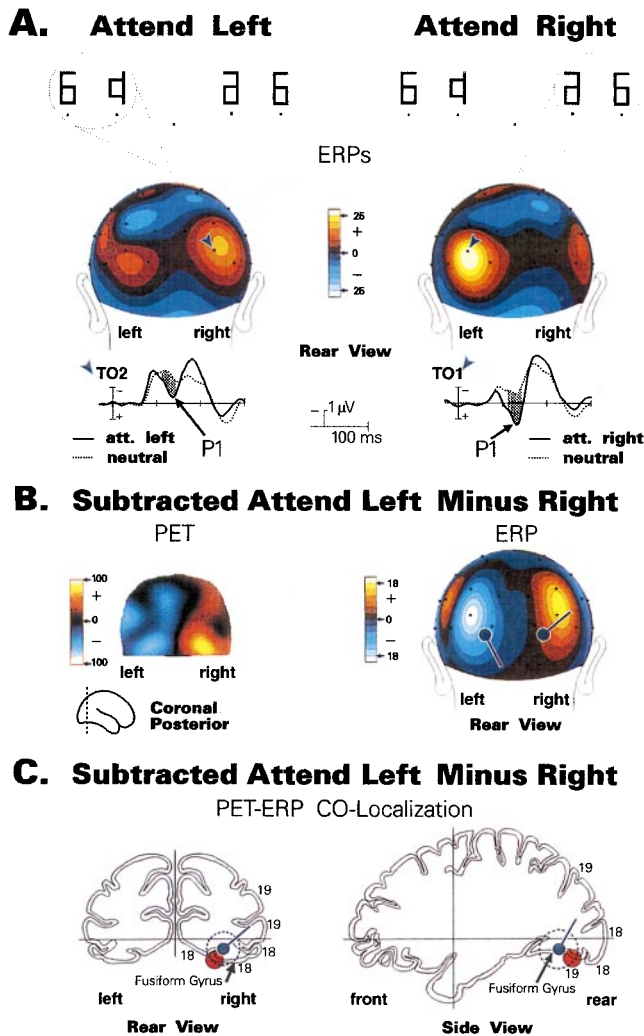 A. Attend Left Attend Right
ERPs
25
+
0
−
25
left right left right
Rear View
TO2 TO1
− −
+ +
P1 P1
− 1 µV
100 ms
att. left att. right
neutral neutral
B. Subtracted Attend Left Minus Right
PET ERP
100 18
+ +
0 0
− −
100 18
left right left right
Coronal
Posterior
Rear View
C. Subtracted Attend Left Minus Right
PET-ERP CO-Localization
19
19 19
18 18 18
18 19 18
Fusiform Gyrus Fusiform Gyrus
left right front rear
Rear View Side View